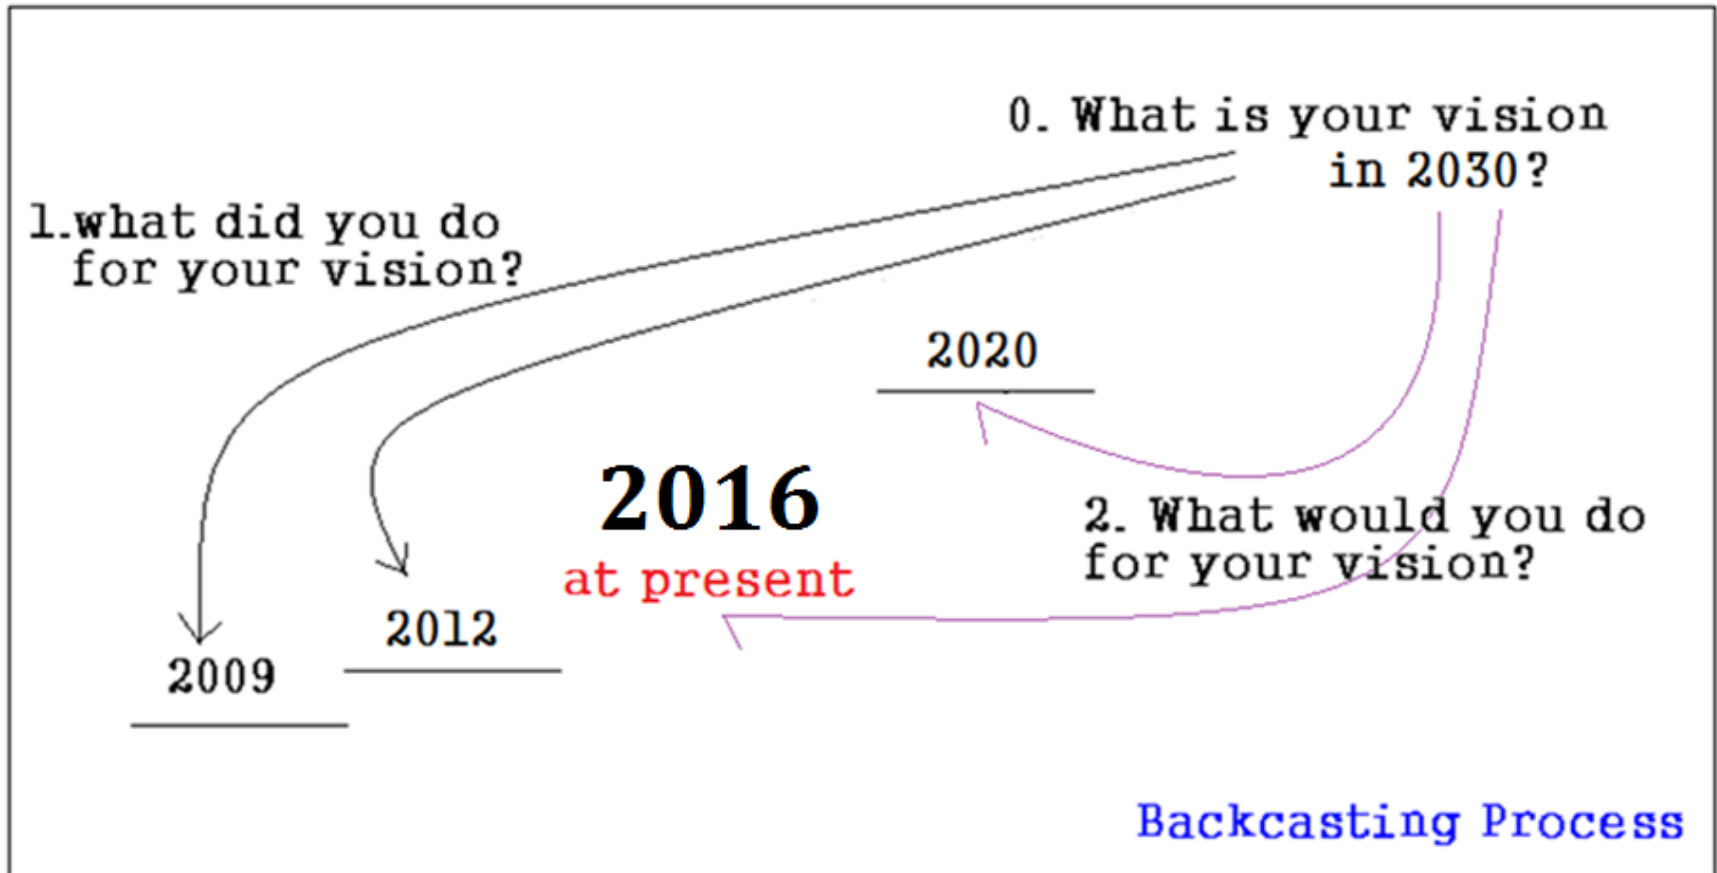 0. What is your vision
in 2030?
1.what did you do
for your vision?
2020
2016
at present
2. What would you do
for your vision?
2012
2009
Backcasting Process